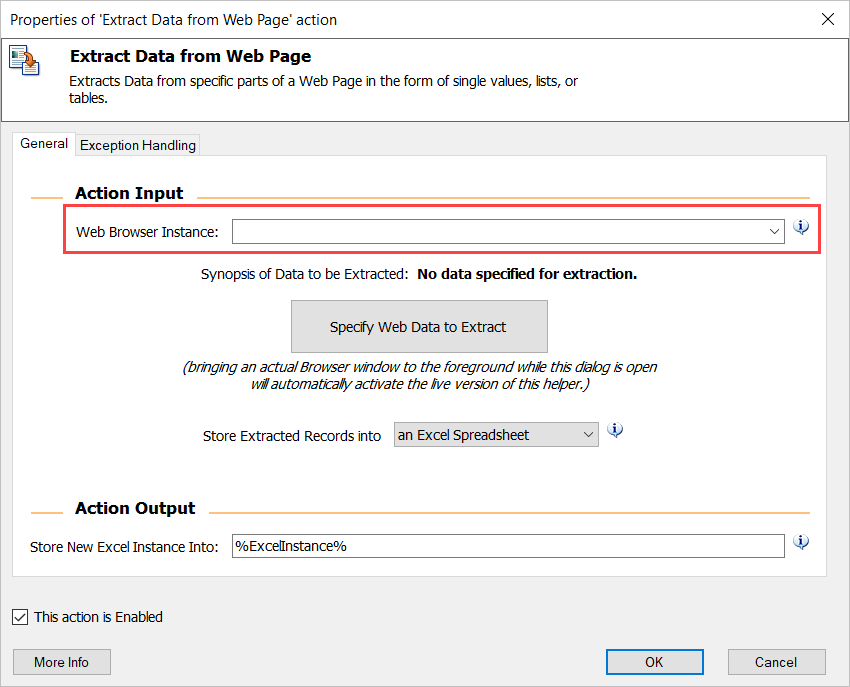 Properties of 'Extract Data from Web Page' action
Extract Data from Web Page
Extracts Data from specific parts of a Web Page in the form of single values, lists, or
tables.
General Exception Handling
Action Input
Web Browser Instance:
Synopsis of Data to be Extracted: No data specified for extraction.
Specify Web Data to Extract
(bringing an actual Browser window to the foreground while this dialog is open
will automatically activate the live version of this helper.)
Store Extracted Records into an Excel Spreadsheet
Action Output
Store New Excel Instance Into: %ExcelInstance%
This action is Enabled
More Info OK Cancel